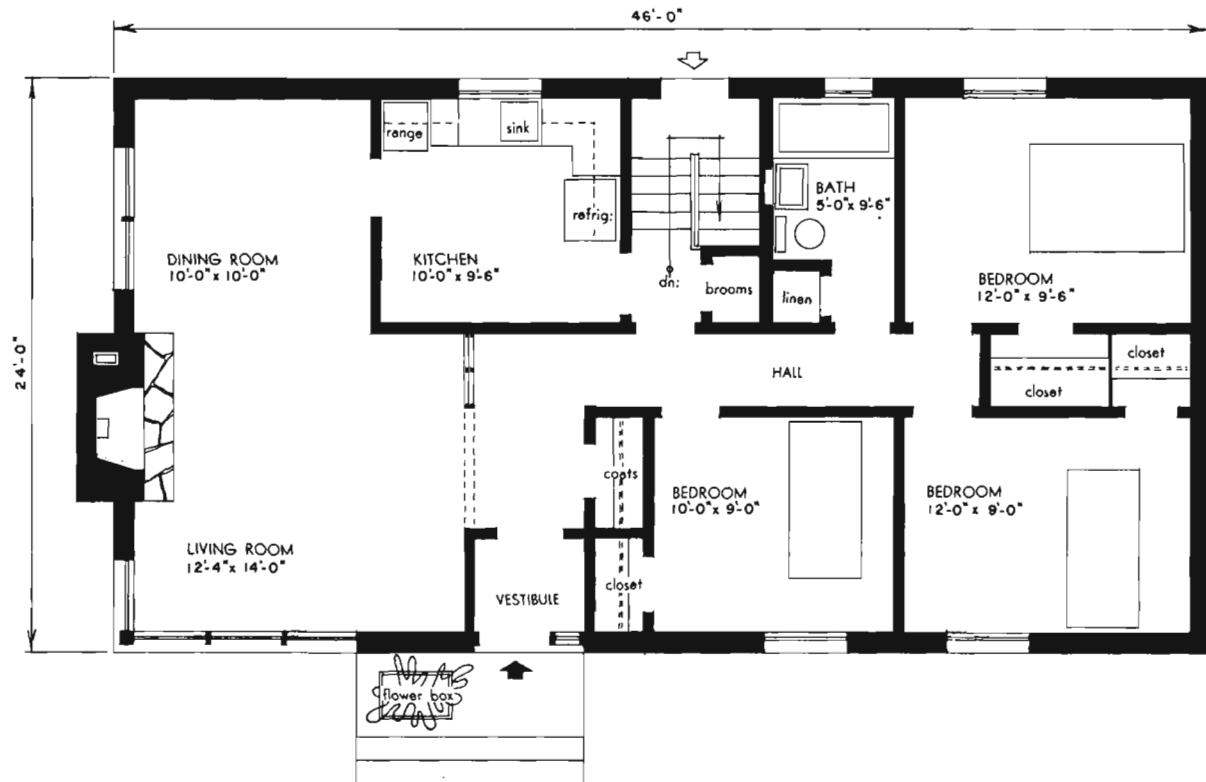 46'-0"
24'-0"
range
sink
refrig:
DINING ROOM
10'-0" x 10'-0"
KITCHEN
10'-0" x 9'-6"
dn:
brooms
BATH
5'-0" x 9'-6"
linen
BEDROOM
12'-0" x 9'-6"
HALL
closet
closet
coats
BEDROOM
10'-0" x 9'-0"
BEDROOM
12'-0" x 9'-0"
LIVING ROOM
12'-4" x 14'-0"
VESTIBULE
closet
flower box